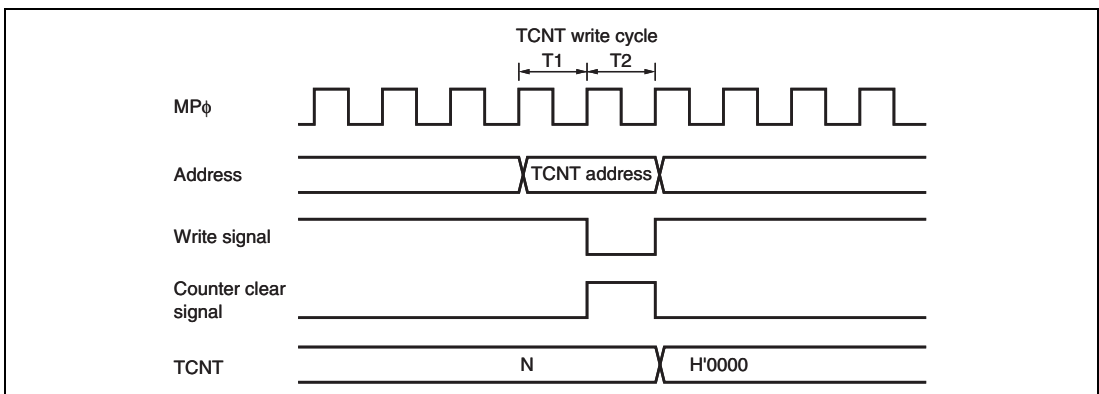 TCNT write cycle
T1 T2
MPϕ
Address
TCNT address
Write signal
Counter clear
signal
TCNT
N
H'0000